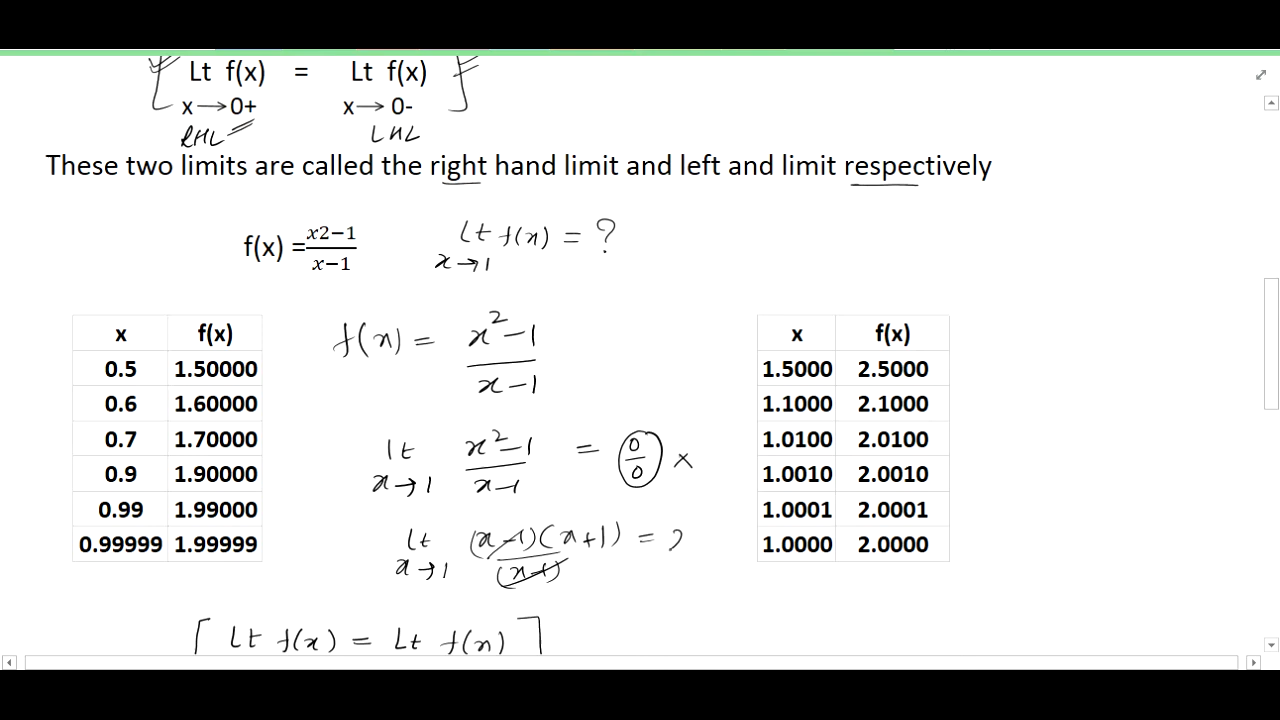 Lt f(x) = Lt f(x)
x→0+ x→ 0-
RHL LHL
These two limits are called the right hand limit and left and limit respectively
f(x) = x2−1 / x−1 Lt f(x) = ?
x→1
x f(x)
0.5 1.50000
0.6 1.60000
0.7 1.70000
0.9 1.90000
0.99 1.99000
0.99999 1.99999
f(x) = x²-1 / x-1
lt x²-1 / x-1 = 0/0 ×
x→1
Lt (x-1)(x+1) / (x-1) = 2
x→1
[ Lt f(x) = Lt f(x) ]
x f(x)
1.5000 2.5000
1.1000 2.1000
1.0100 2.0100
1.0010 2.0010
1.0001 2.0001
1.0000 2.0000